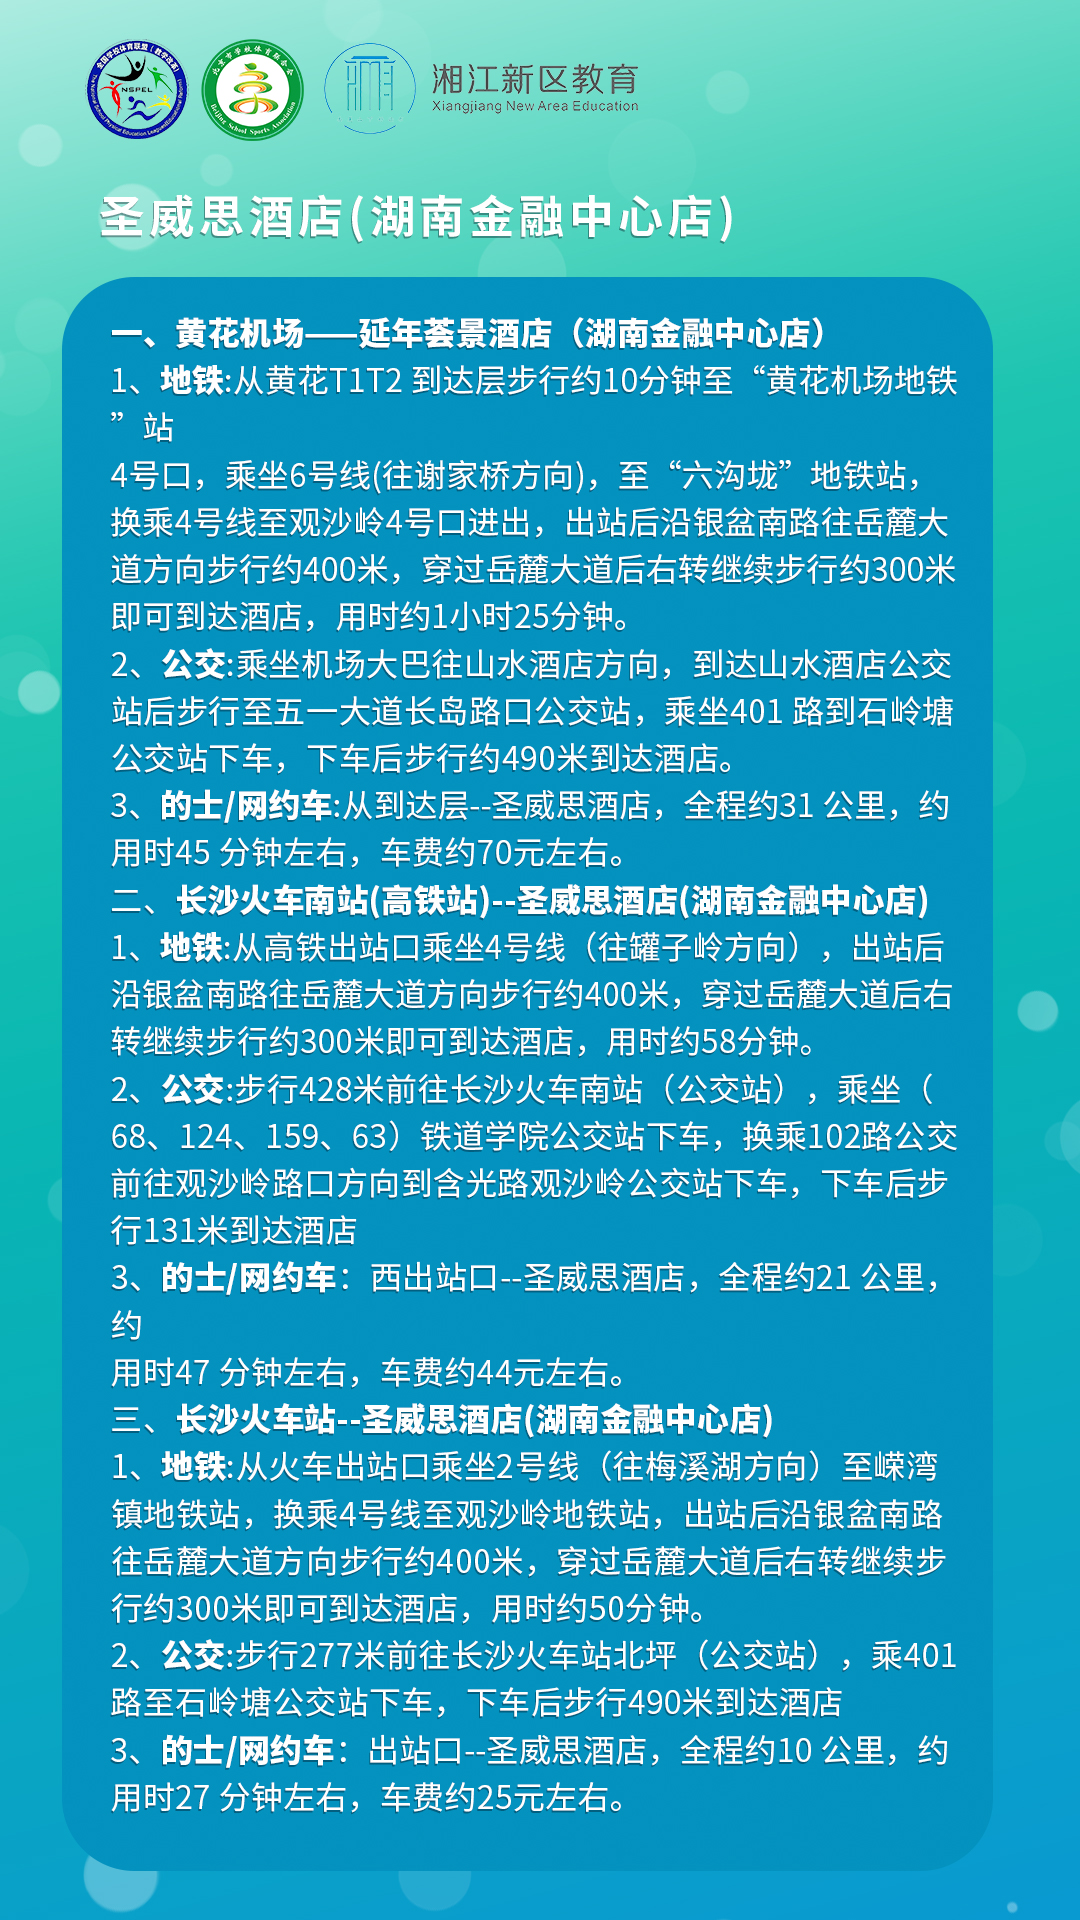 全国学校体育联盟（教学改革）
NSPEL
The National School Physical Education League(Educational Reform)
北京市学校体育联合会
Beijing School Sports Association
湘江新区教育
Xiangjiang New Area Education
圣威思酒店(湖南金融中心店)
一、黄花机场——延年荟景酒店（湖南金融中心店）
1、地铁:从黄花T1T2 到达层步行约10分钟至“黄花机场地铁
”站
4号口，乘坐6号线(往谢家桥方向)，至“六沟垅”地铁站，
换乘4号线至观沙岭4号口进出，出站后沿银盆南路往岳麓大
道方向步行约400米，穿过岳麓大道后右转继续步行约300米
即可到达酒店，用时约1小时25分钟。
2、公交:乘坐机场大巴往山水酒店方向，到达山水酒店公交
站后步行至五一大道长岛路口公交站，乘坐401 路到石岭塘
公交站下车，下车后步行约490米到达酒店。
3、的士/网约车:从到达层--圣威思酒店，全程约31 公里，约
用时45 分钟左右，车费约70元左右。
二、长沙火车南站(高铁站)--圣威思酒店(湖南金融中心店)
1、地铁:从高铁出站口乘坐4号线（往罐子岭方向），出站后
沿银盆南路往岳麓大道方向步行约400米，穿过岳麓大道后右
转继续步行约300米即可到达酒店，用时约58分钟。
2、公交:步行428米前往长沙火车南站（公交站），乘坐（
68、124、159、63）铁道学院公交站下车，换乘102路公交
前往观沙岭路口方向到含光路观沙岭公交站下车，下车后步
行131米到达酒店
3、的士/网约车：西出站口--圣威思酒店，全程约21 公里，
约
用时47 分钟左右，车费约44元左右。
三、长沙火车站--圣威思酒店(湖南金融中心店)
1、地铁:从火车出站口乘坐2号线（往梅溪湖方向）至嵘湾
镇地铁站，换乘4号线至观沙岭地铁站，出站后沿银盆南路
往岳麓大道方向步行约400米，穿过岳麓大道后右转继续步
行约300米即可到达酒店，用时约50分钟。
2、公交:步行277米前往长沙火车站北坪（公交站），乘401
路至石岭塘公交站下车，下车后步行490米到达酒店
3、的士/网约车：出站口--圣威思酒店，全程约10 公里，约
用时27 分钟左右，车费约25元左右。